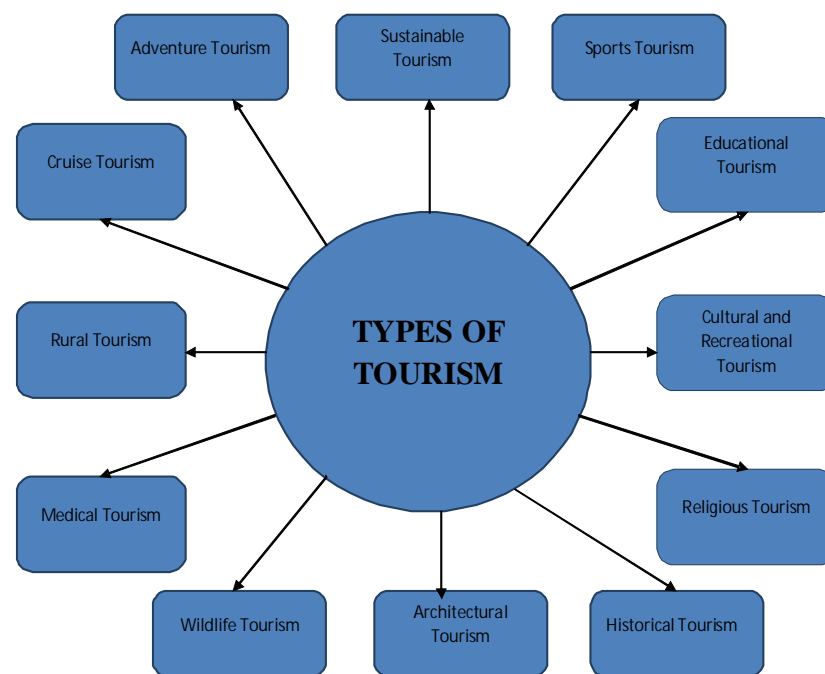 Adventure Tourism
Sustainable
Tourism
Sports Tourism
Cruise Tourism
Educational
Tourism
TYPES OF
TOURISM
Rural Tourism
Cultural and
Recreational
Tourism
Medical Tourism
Religious Tourism
Wildlife Tourism
Architectural
Tourism
Historical Tourism